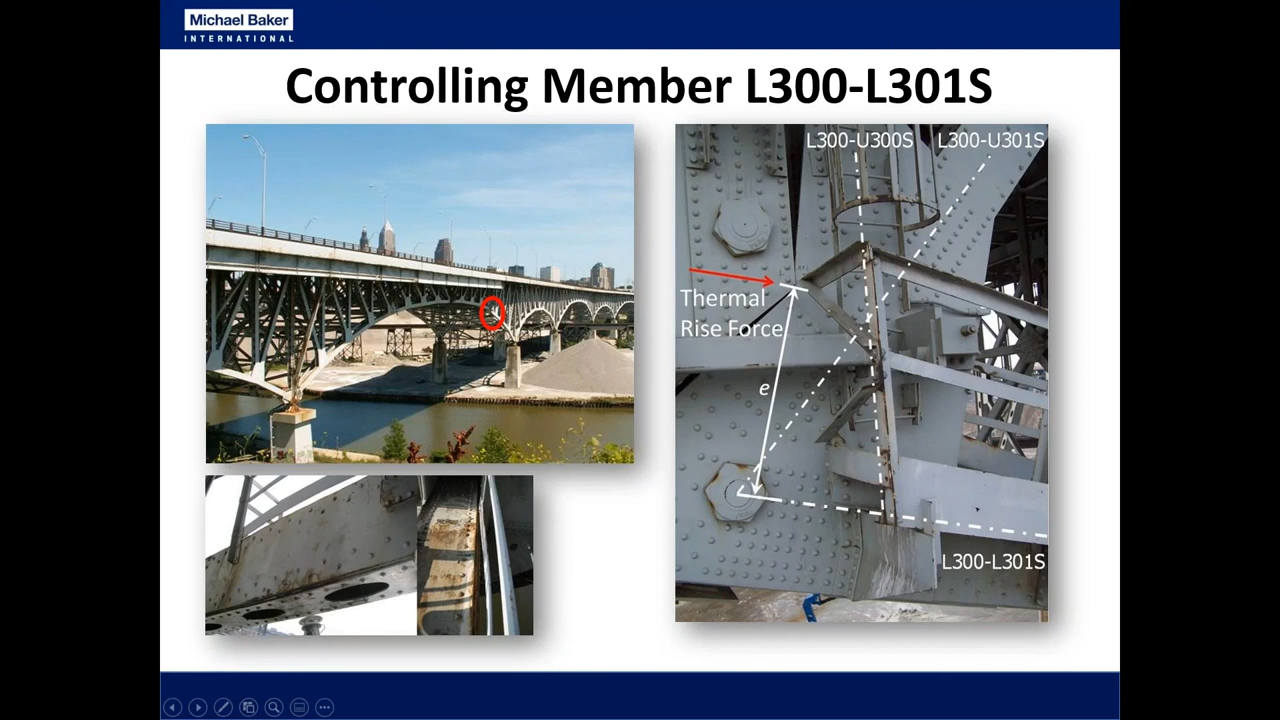 Michael Baker
INTERNATIONAL
Controlling Member L300-L301S
L300-U300S L300-U301S
Thermal
Rise Force
e
L300-L301S